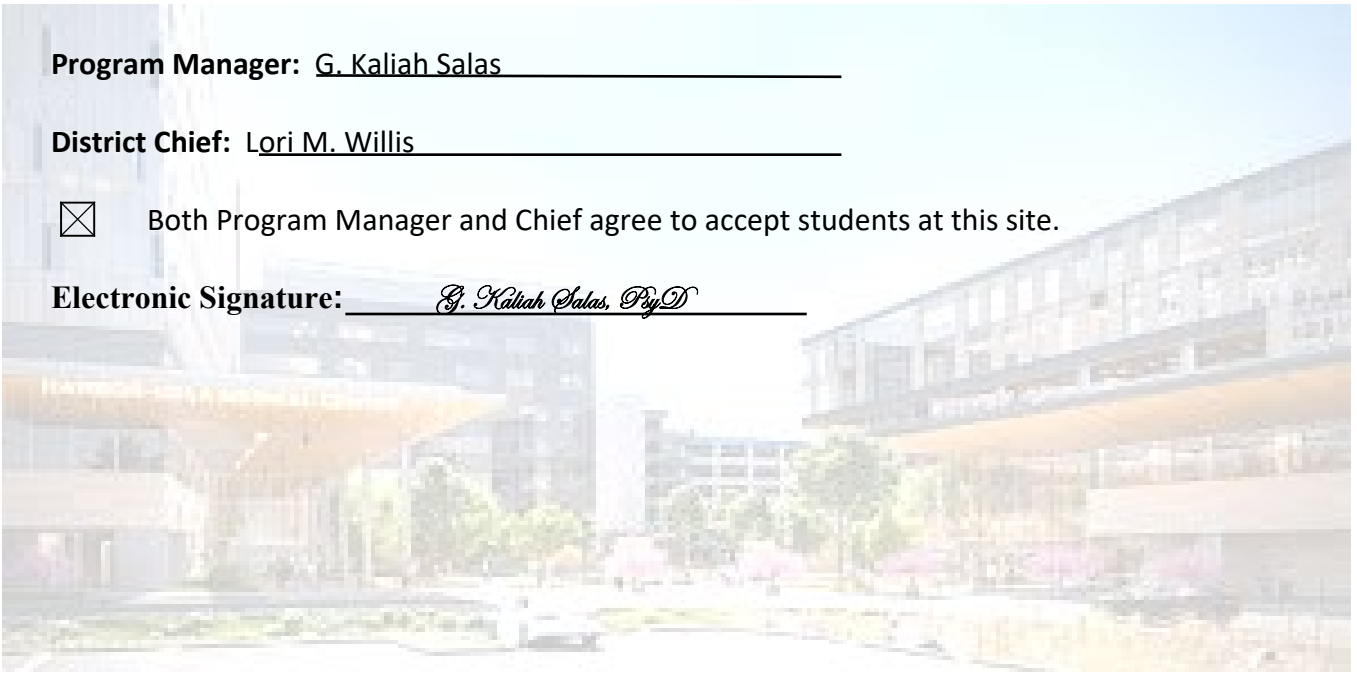 Program Manager: G. Kaliah Salas
District Chief: Lori M. Willis
☒ Both Program Manager and Chief agree to accept students at this site.
Electronic Signature: G. Kaliah Salas, PsyD